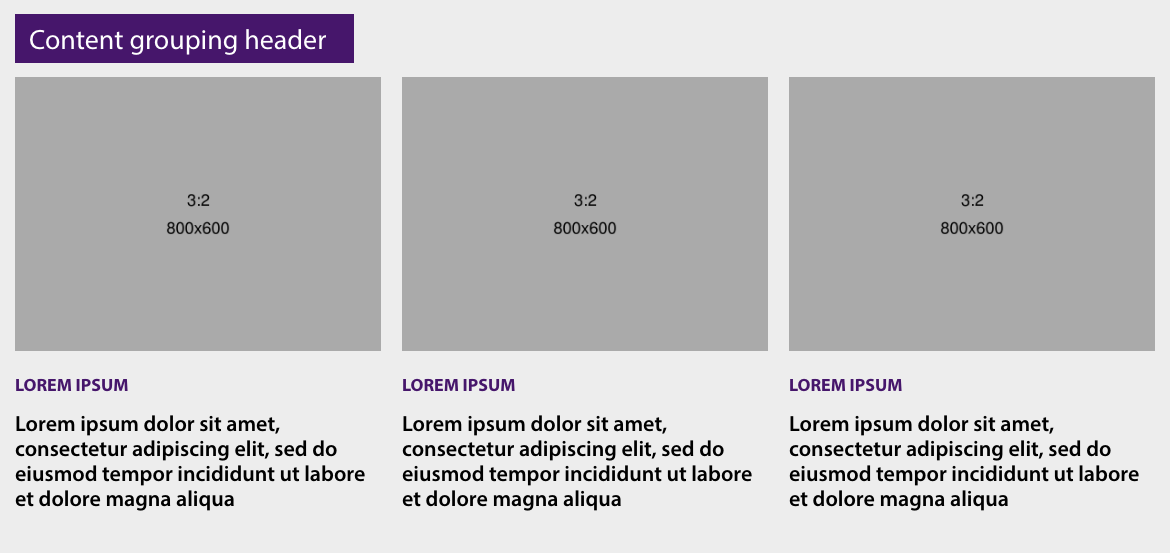 Content grouping header
3:2
800x600
3:2
800x600
3:2
800x600
LOREM IPSUM
Lorem ipsum dolor sit amet,
consectetur adipiscing elit, sed do
eiusmod tempor incididunt ut labore
et dolore magna aliqua
LOREM IPSUM
Lorem ipsum dolor sit amet,
consectetur adipiscing elit, sed do
eiusmod tempor incididunt ut labore
et dolore magna aliqua
LOREM IPSUM
Lorem ipsum dolor sit amet,
consectetur adipiscing elit, sed do
eiusmod tempor incididunt ut labore
et dolore magna aliqua